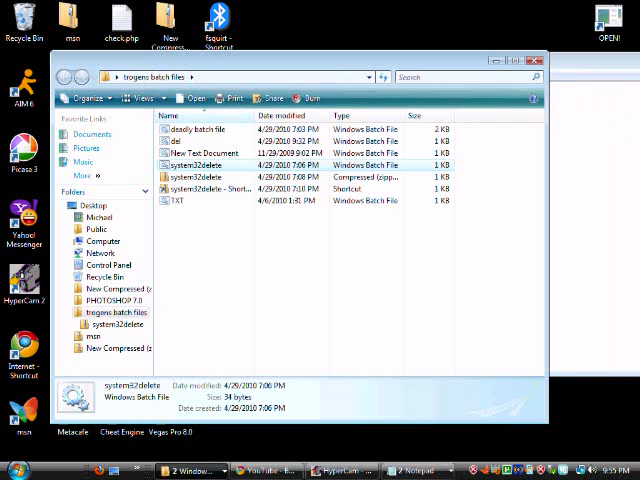 Recycle Bin
msn
check.php
New Compress...
fsquirt - Shortcut
OPEN!
AIM 6
Picasa 3
Yahoo! Messenger
HyperCam 2
Internet - Shortcut
msn
Metacafe
Cheat Engine
Vegas Pro 8.0
trogens batch files
Search
Organize
Views
Open
Print
Share
Burn
Favorite Links
Documents
Pictures
Music
More »
Folders
Desktop
Michael
Public
Computer
Network
Control Panel
Recycle Bin
New Compressed (z
PHOTOSHOP 7.0
trogens batch files
system32delete
msn
New Compressed (z
Name Date modified Type Size
deadly batch file 4/29/2010 7:03 PM Windows Batch File 2 KB
del 4/29/2010 9:32 PM Windows Batch File 1 KB
New Text Document 11/29/2009 9:02 PM Windows Batch File 1 KB
system32delete 4/29/2010 7:06 PM Windows Batch File 1 KB
system32delete 4/29/2010 7:08 PM Compressed (zipp... 1 KB
system32delete - Short... 4/29/2010 7:10 PM Shortcut 1 KB
TXT 4/6/2010 1:31 PM Windows Batch File 1 KB
system32delete Date modified: 4/29/2010 7:06 PM
Windows Batch File Size: 34 bytes
Date created: 4/29/2010 7:06 PM
2 Window...
YouTube - B...
HyperCam - ...
2 Notepad
9:55 PM